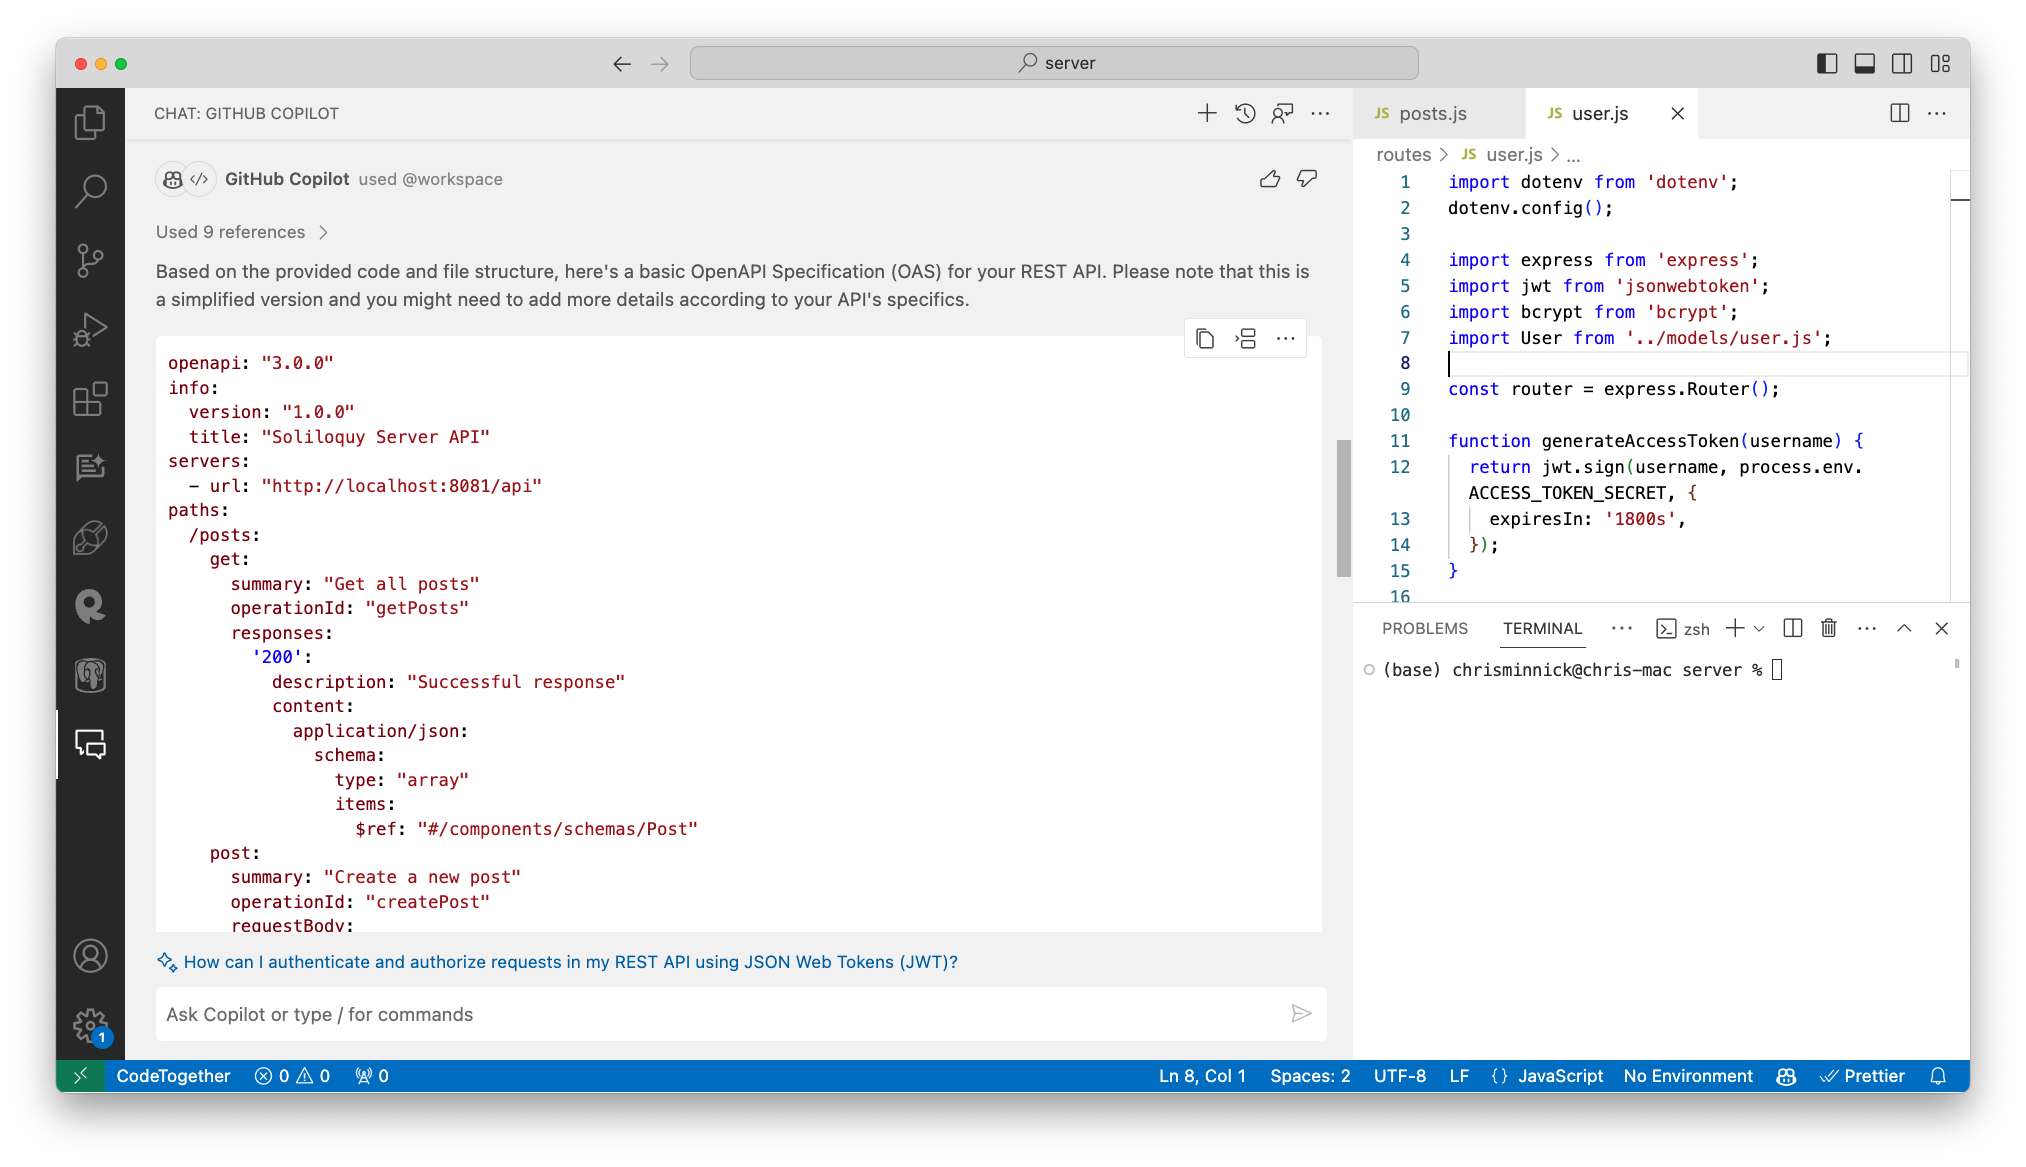 server
CHAT: GITHUB COPILOT
GitHub Copilot used @workspace
Used 9 references
Based on the provided code and file structure, here's a basic OpenAPI Specification (OAS) for your REST API. Please note that this is
a simplified version and you might need to add more details according to your API's specifics.
openapi: "3.0.0"
info:
  version: "1.0.0"
  title: "Soliloquy Server API"
servers:
  - url: "http://localhost:8081/api"
paths:
  /posts:
    get:
      summary: "Get all posts"
      operationId: "getPosts"
      responses:
        '200':
          description: "Successful response"
          content:
            application/json:
              schema:
                type: "array"
                items:
                  $ref: "#/components/schemas/Post"
    post:
      summary: "Create a new post"
      operationId: "createPost"
      requestBody:
How can I authenticate and authorize requests in my REST API using JSON Web Tokens (JWT)?
Ask Copilot or type / for commands
JS posts.js JS user.js
routes > JS user.js > ...
1 import dotenv from 'dotenv';
2 dotenv.config();
3
4 import express from 'express';
5 import jwt from 'jsonwebtoken';
6 import bcrypt from 'bcrypt';
7 import User from '../models/user.js';
8
9 const router = express.Router();
10
11 function generateAccessToken(username) {
12   return jwt.sign(username, process.env.
  ACCESS_TOKEN_SECRET, {
13     expiresIn: '1800s',
14   });
15 }
16
PROBLEMS TERMINAL ... zsh
(base) chrisminnick@chris-mac server %
1
CodeTogether 0 0 0 Ln 8, Col 1 Spaces: 2 UTF-8 LF {} JavaScript No Environment Prettier